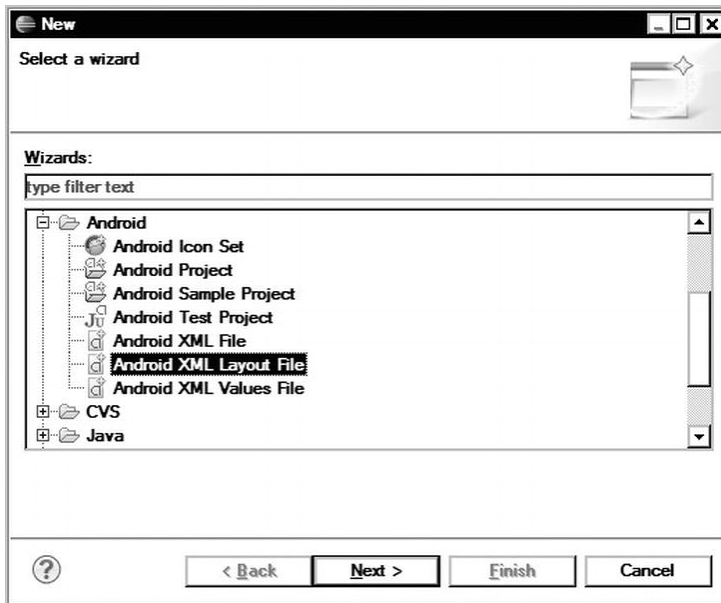 New
Select a wizard
Wizards:
type filter text
Android
Android Icon Set
Android Project
Android Sample Project
Android Test Project
Android XML File
Android XML Layout File
Android XML Values File
CVS
Java
? < Back Next > Finish Cancel